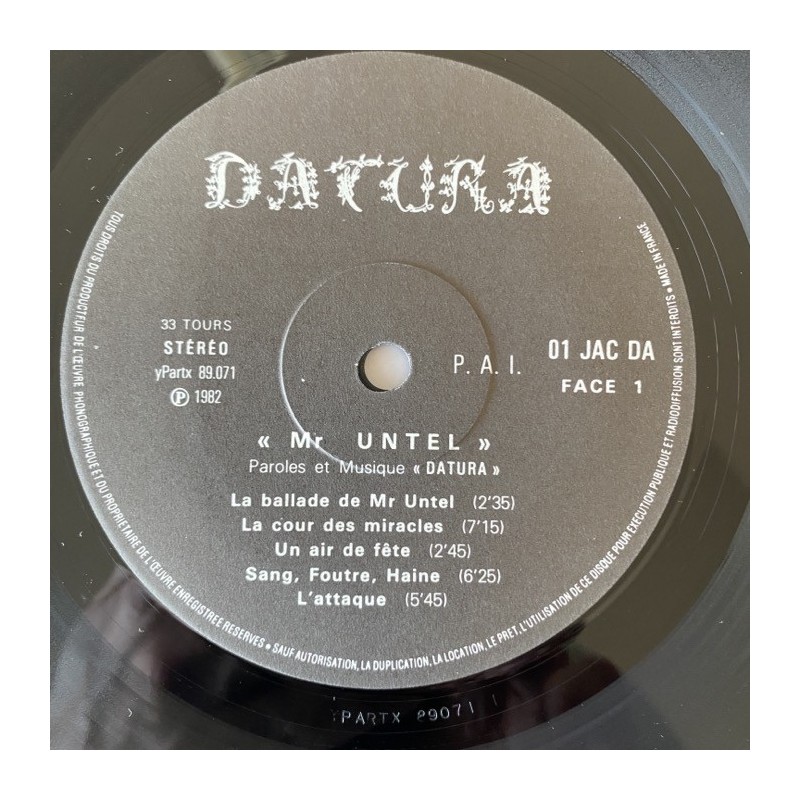 DATURA
33 TOURS
STÉRÉO
yPartx 89.071
Ⓟ 1982
P. A. I.
01 JAC DA
FACE 1
« Mr UNTEL »
Paroles et Musique « DATURA »
La ballade de Mr Untel (2'35)
La cour des miracles (7'15)
Un air de fête (2'45)
Sang, Foutre, Haine (6'25)
L'attaque (5'45)
TOUS DROITS DU PRODUCTEUR DE L'ŒUVRE PHONOGRAPHIQUE ET DU PROPRIETAIRE DE L'ŒUVRE ENREGISTREE RESERVES • SAUF AUTORISATION, LA DUPLICATION, LA LOCATION, LE PRET, L'UTILISATION DE CE DISQUE POUR EXECUTION PUBLIQUE ET RADIODIFFUSION SONT INTERDITS • MADE IN FRANCE
YPARTX 89071 1